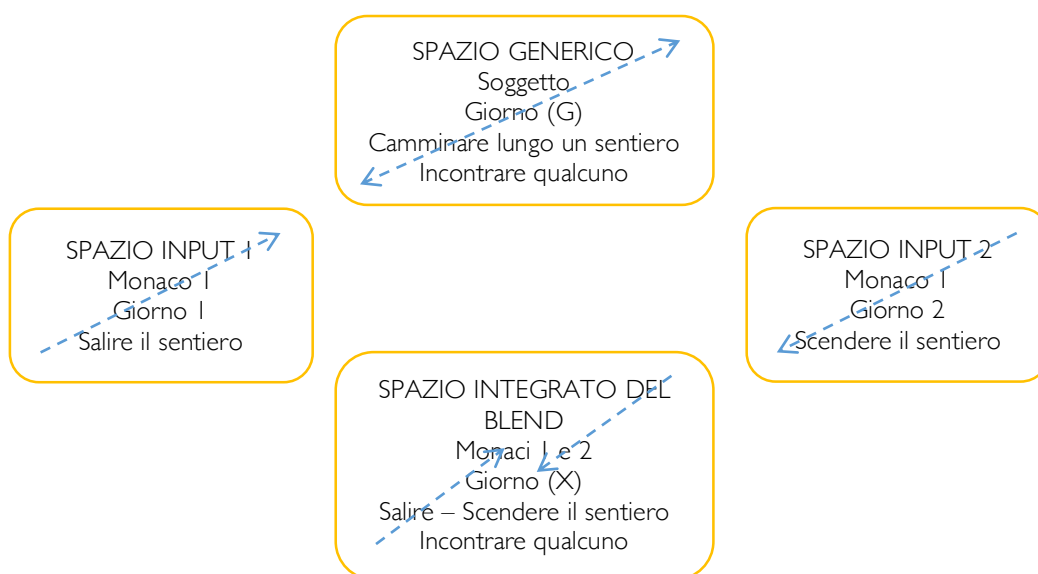 SPAZIO GENERICO
Soggetto
Giorno (G)
Camminare lungo un sentiero
Incontrare qualcuno
SPAZIO INPUT 1
Monaco 1
Giorno 1
Salire il sentiero
SPAZIO INPUT 2
Monaco 1
Giorno 2
Scendere il sentiero
SPAZIO INTEGRATO DEL
BLEND
Monaci 1 e 2
Giorno (X)
Salire – Scendere il sentiero
Incontrare qualcuno